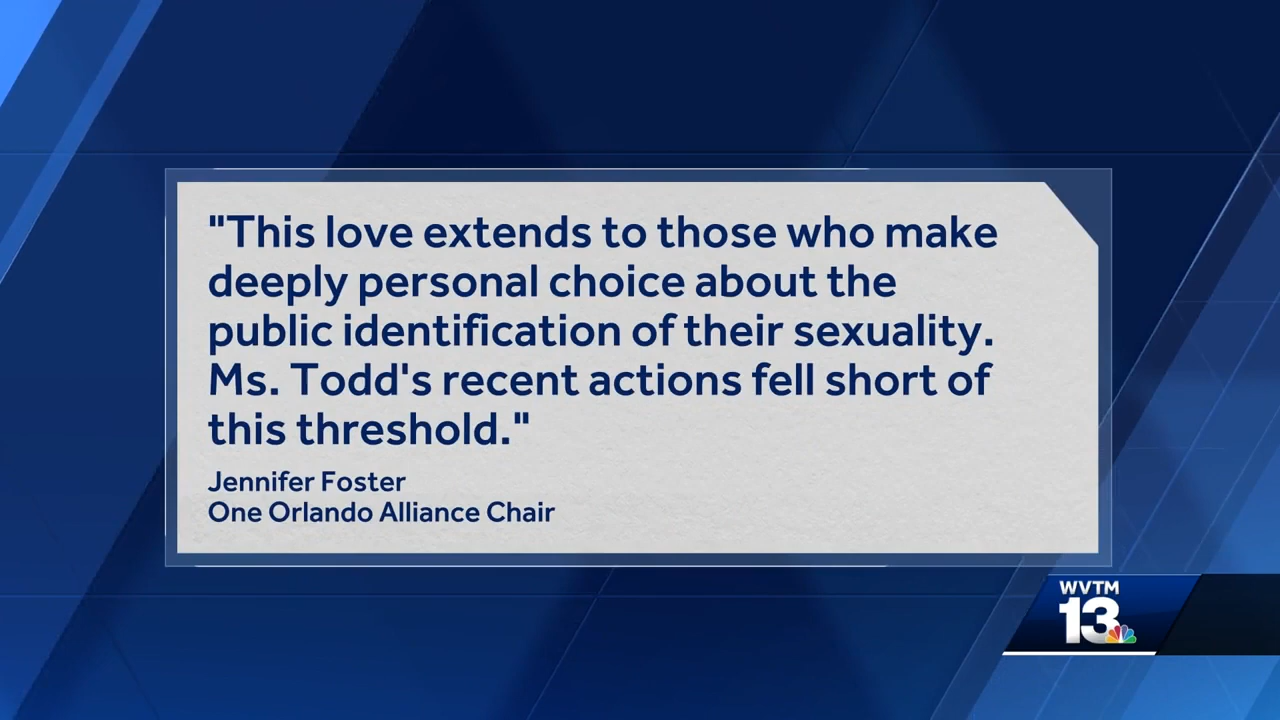 "This love extends to those who make
deeply personal choice about the
public identification of their sexuality.
Ms. Todd's recent actions fell short of
this threshold."
Jennifer Foster
One Orlando Alliance Chair
WVTM
13